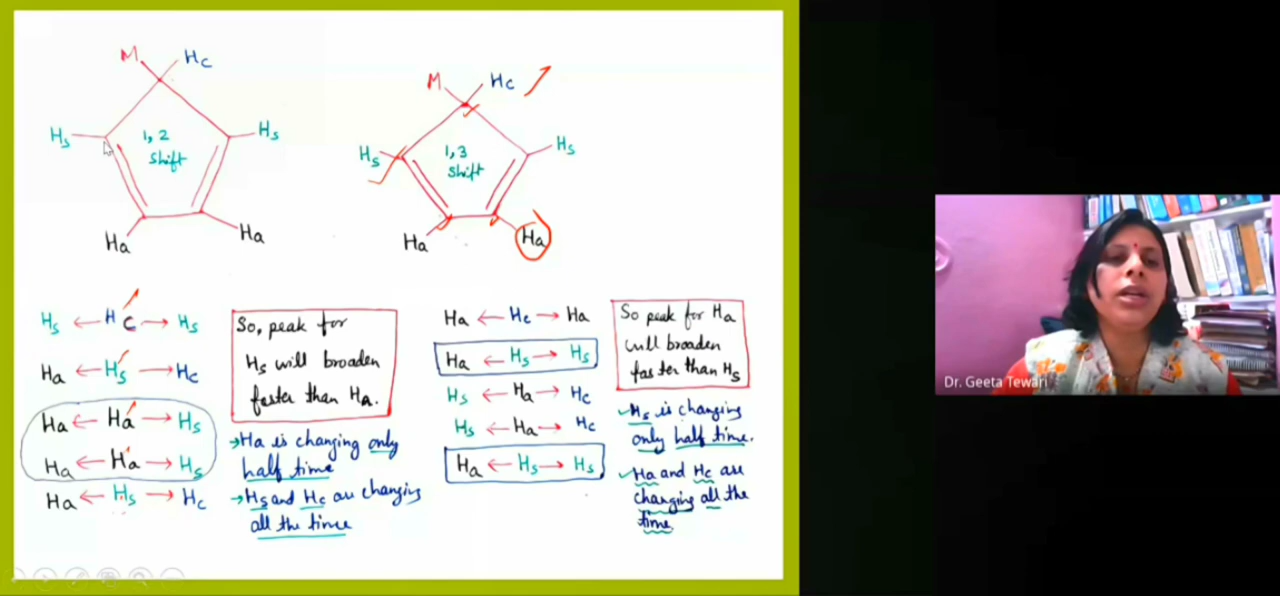 M Hc
Hs 1,2 shift Hs
Ha Ha
M Hc
Hs 1,3 shift Hs
Ha Ha
Hs ← Hc → Hs
Ha ← Hs → Hc
Ha ← Ha → Hs
Ha ← Ha → Hs
Ha ← Hs → Hc
So, peak for
Hs will broaden
faster than Ha.
→ Ha is changing only
half time
→ Hs and Hc are changing
all the time
Ha ← Hc → Ha
Ha ← Hs → Hs
Hs ← Ha → Hc
Hs ← Ha → Hc
Ha ← Hs → Hs
So peak for Ha
will broaden
faster than Hs
✓Hs is changing
only half time.
✓Ha and Hc are
changing all the
time.
Dr. Geeta Tewari